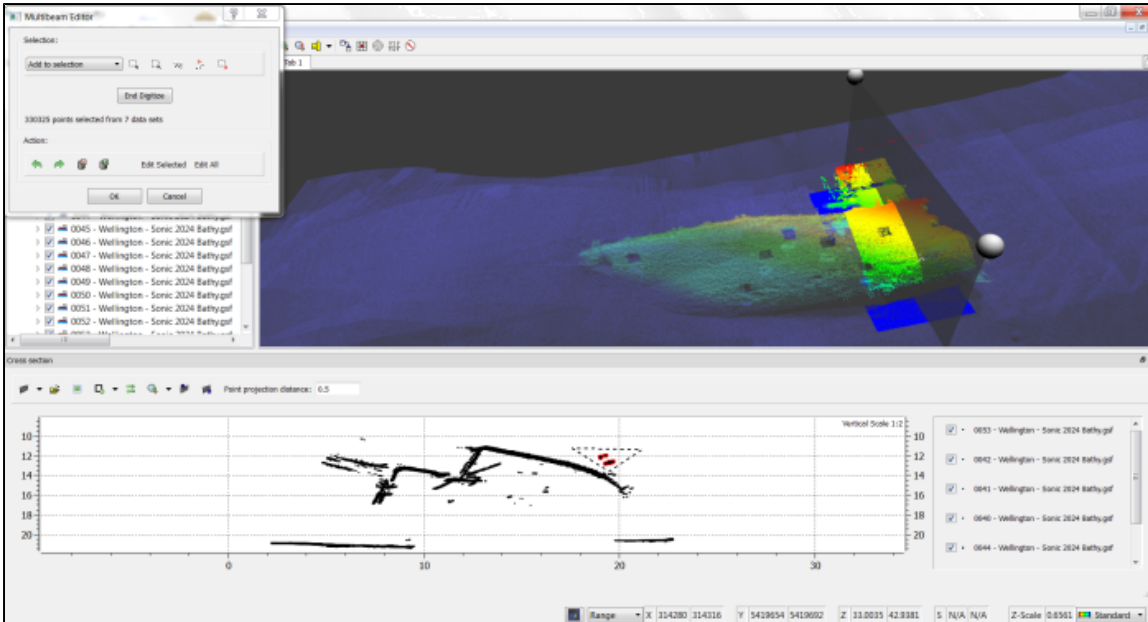 Multibeam Editor
Selection:
Add to selection
End Digitize
330325 points selected from 7 data sets
Action:
Edit Selected Edit All
OK Cancel
Tab 1
0045 - Wellington - Sonic 2024 Bathy.gsf
0046 - Wellington - Sonic 2024 Bathy.gsf
0047 - Wellington - Sonic 2024 Bathy.gsf
0048 - Wellington - Sonic 2024 Bathy.gsf
0049 - Wellington - Sonic 2024 Bathy.gsf
0050 - Wellington - Sonic 2024 Bathy.gsf
0051 - Wellington - Sonic 2024 Bathy.gsf
0052 - Wellington - Sonic 2024 Bathy.gsf
Cross section
Point projection distance: 0.5
Vertical Scale 1:2
10 10
12 12
14 14
16 16
18 18
20 20
0 10 20 30
0053 - Wellington - Sonic 2024 Bathy.gsf
0042 - Wellington - Sonic 2024 Bathy.gsf
0041 - Wellington - Sonic 2024 Bathy.gsf
0040 - Wellington - Sonic 2024 Bathy.gsf
0044 - Wellington - Sonic 2024 Bathy.gsf
Range X 314280 314316 Y 5419654 5419692 Z 33.0035 42.9381 S N/A N/A Z-Scale 0.6561 Standard